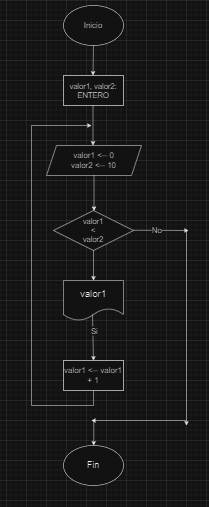 Inicio
valor1, valor2:
ENTERO
valor1 <-- 0
valor2 <-- 10
valor1
<
valor2
No
valor1
Si
valor1 <-- valor1
+ 1
Fin